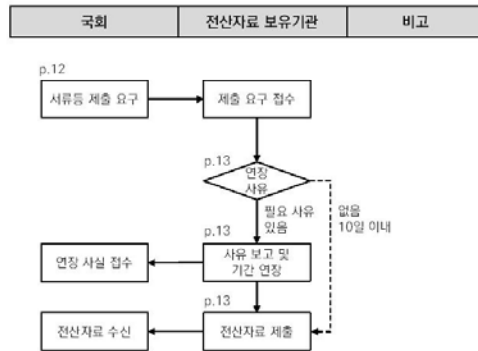 국회 전산자료 보유기관 비고
p.12
서류등 제출 요구 제출 요구 접수
p.13
연장
사유
필요 사유
있음
없음
10일 이내
p.13
연장 사실 접수
사유 보고 및
기간 연장
p.13
전산자료 수신 전산자료 제출